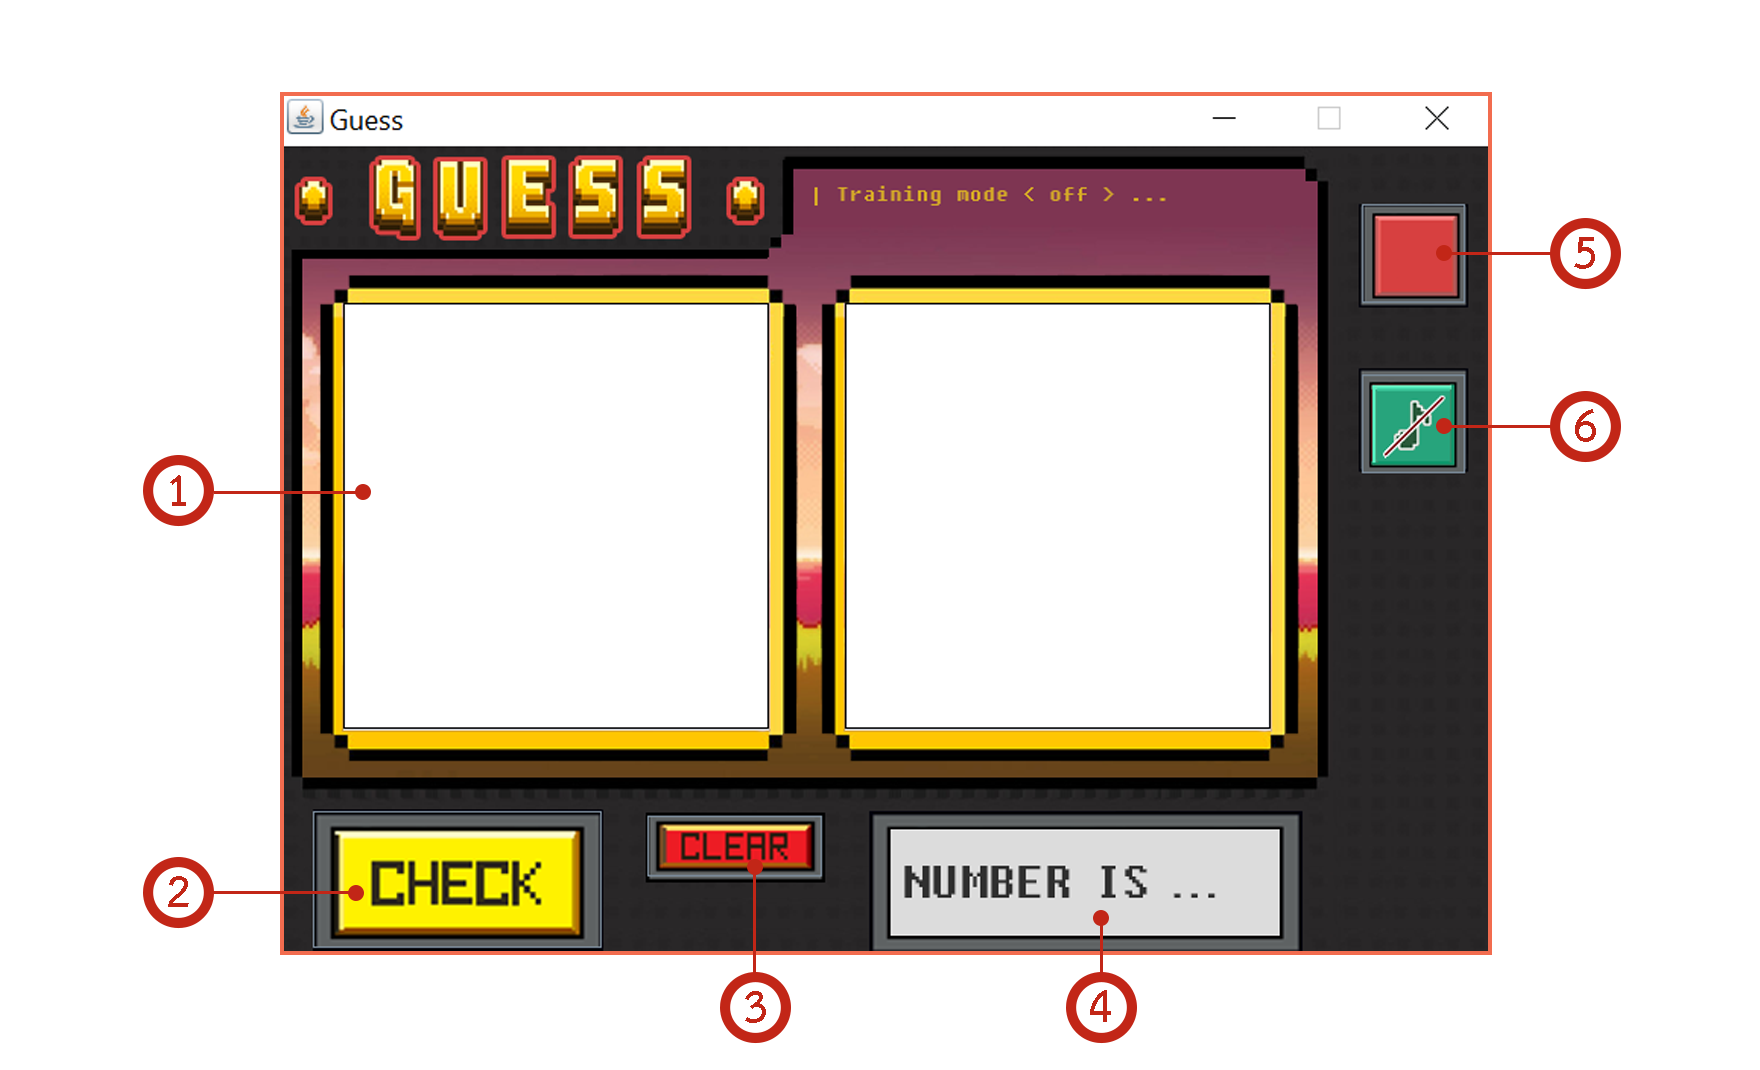 Guess
GUESS
| Training mode < off > ...
5
6
1
CHECK
CLEAR
NUMBER IS ...
2
3
4